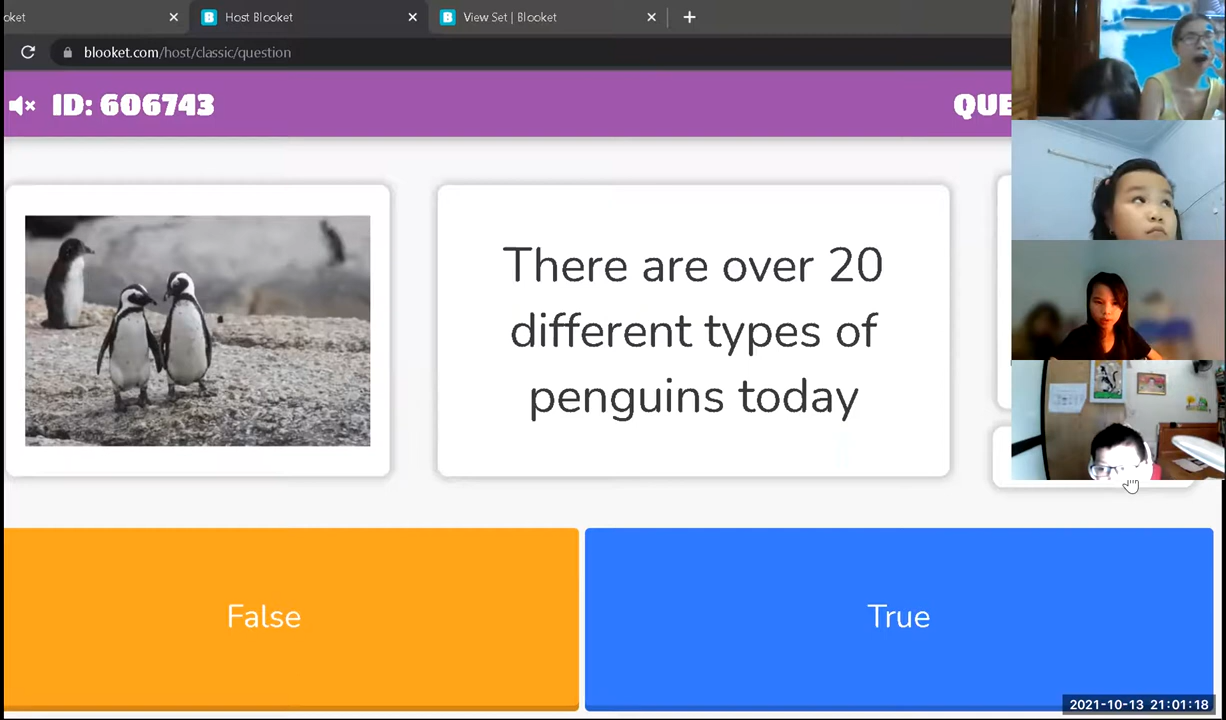 ocket
Host Blooket
View Set | Blooket
blooket.com/host/classic/question
ID: 606743
QUE
There are over 20
different types of
penguins today
False
True
2021-10-13 21:01:18